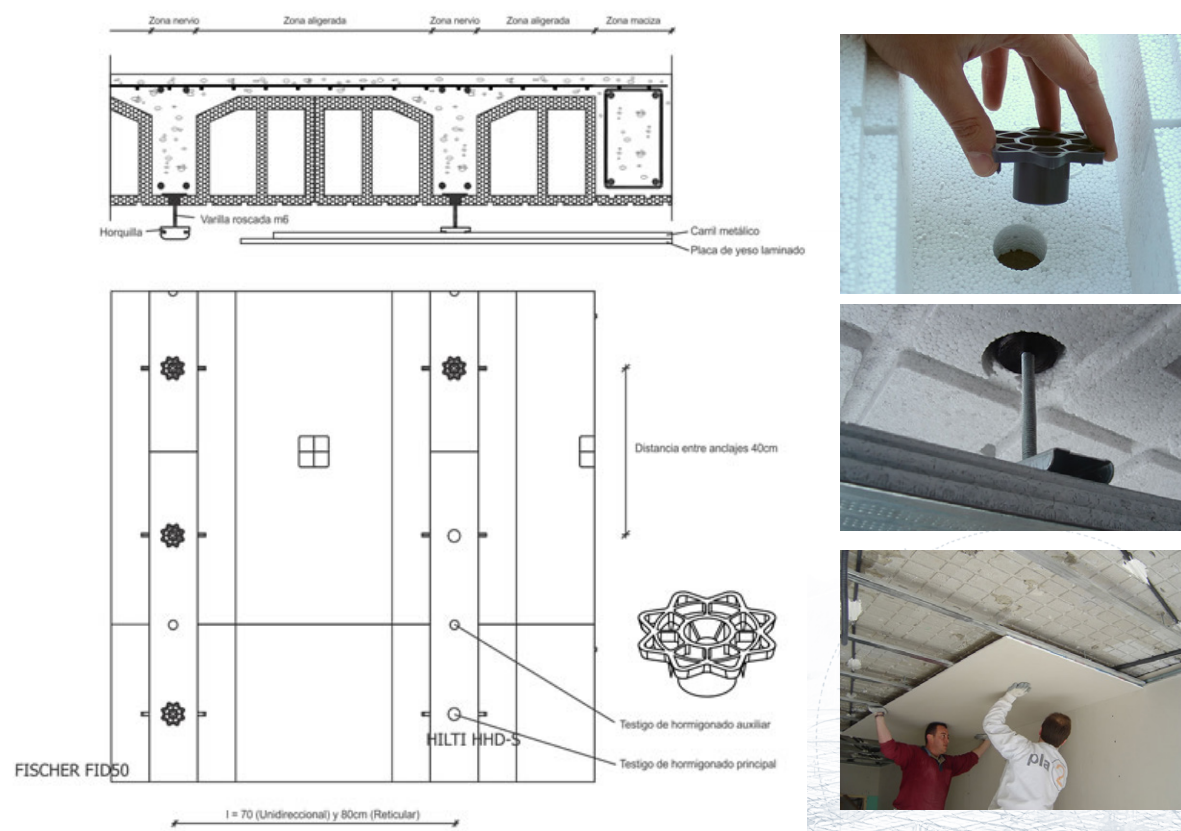 Zona nervio
Zona aligerada
Zona nervio
Zona aligerada
Zona maciza
Varilla roscada m6
Horquilla
Carril metálico
Placa de yeso laminado
Distancia entre anclajes 40cm
Testigo de hormigonado auxiliar
HILTI HHD-S
Testigo de hormigonado principal
FISCHER FID50
I = 70 (Unidireccional) y 80cm (Reticular)
pla